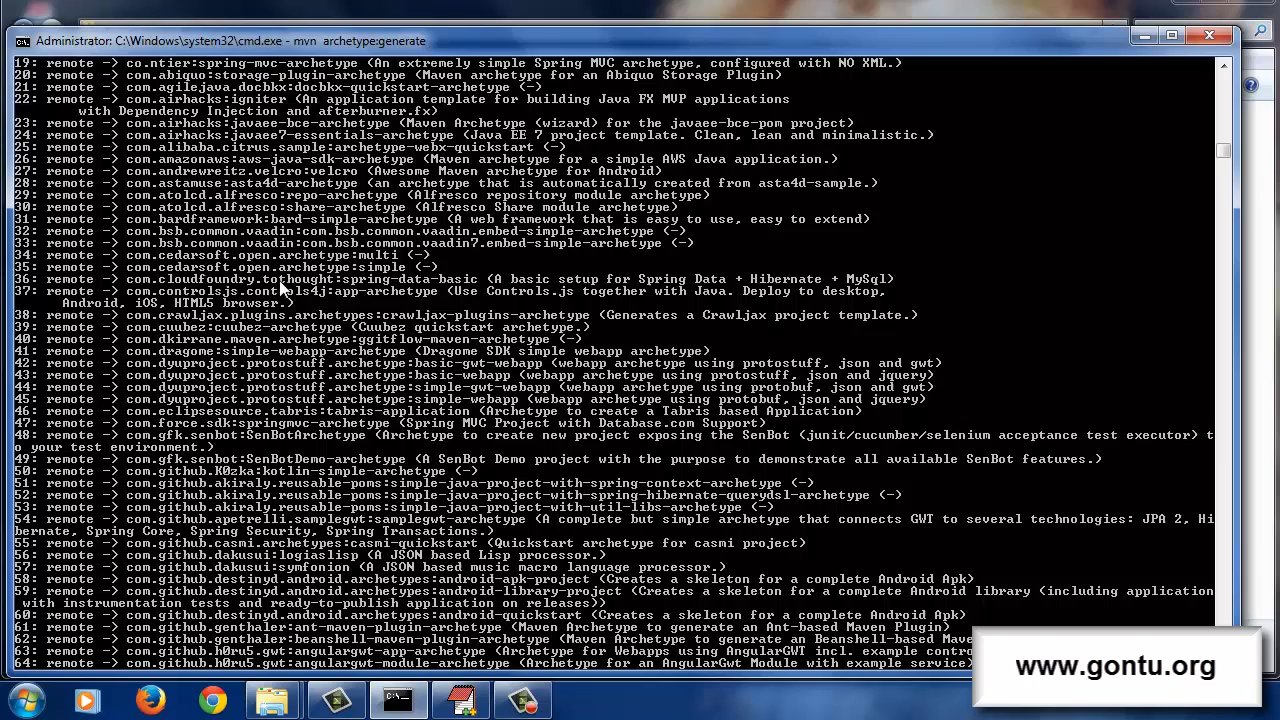 Administrator: C:\Windows\system32\cmd.exe - mvn  archetype:generate
19: remote -> co.ntier:spring-mvc-archetype (An extremely simple Spring MVC archetype, configured with NO XML.)
20: remote -> com.abiquo:storage-plugin-archetype (Maven archetype for an Abiquo Storage Plugin)
21: remote -> com.agilejava.docbkx:docbkx-quickstart-archetype (-)
22: remote -> com.airhacks:igniter (An application template for building Java FX MVP applications
with Dependency Injection and afterburner.fx)
23: remote -> com.airhacks:javaee-bce-archetype (Maven Archetype (wizard) for the javaee-bce-pom project)
24: remote -> com.airhacks:javaee7-essentials-archetype (Java EE 7 project template. Clean, lean and minimalistic.)
25: remote -> com.alibaba.citrus.sample:archetype-webx-quickstart (-)
26: remote -> com.amazonaws:aws-java-sdk-archetype (Maven archetype for a simple AWS Java application.)
27: remote -> com.andrewreitz.velcro:velcro (Awesome Maven archetype for Android)
28: remote -> com.astamuse:asta4d-archetype (an archetype that is automatically created from asta4d-sample.)
29: remote -> com.atolcd.alfresco:repo-archetype (Alfresco repository module archetype)
30: remote -> com.atolcd.alfresco:share-archetype (Alfresco Share module archetype)
31: remote -> com.bardframework:bard-simple-archetype (A web framework that is easy to use, easy to extend)
32: remote -> com.bsb.common.vaadin:com.bsb.common.vaadin.embed-simple-archetype (-)
33: remote -> com.bsb.common.vaadin:com.bsb.common.vaadin7.embed-simple-archetype (-)
34: remote -> com.cedarsoft.open.archetype:multi (-)
35: remote -> com.cedarsoft.open.archetype:simple (-)
36: remote -> com.cloudfoundry.tothought:spring-data-basic (A basic setup for Spring Data + Hibernate + MySql)
37: remote -> com.controlsjs.controls4j:app-archetype (Use Controls.js together with Java. Deploy to desktop,
Android, iOS, HTML5 browser.)
38: remote -> com.crawljax.plugins.archetypes:crawljax-plugins-archetype (Generates a Crawljax project template.)
39: remote -> com.cuubez:cuubez-archetype (Cuubez quickstart archetype.)
40: remote -> com.dkirrane.maven.archetype:ggitflow-maven-archetype (-)
41: remote -> com.dragome:simple-webapp-archetype (Dragome SDK simple webapp archetype)
42: remote -> com.dyuproject.protostuff.archetype:basic-gwt-webapp (webapp archetype using protostuff, json and gwt)
43: remote -> com.dyuproject.protostuff.archetype:basic-webapp (webapp archetype using protostuff, json and jquery)
44: remote -> com.dyuproject.protostuff.archetype:simple-gwt-webapp (webapp archetype using protobuf, json and gwt)
45: remote -> com.dyuproject.protostuff.archetype:simple-webapp (webapp archetype using protobuf, json and jquery)
46: remote -> com.eclipsesource.tabris:tabris-application (Archetype to create a Tabris based Application)
47: remote -> com.force.sdk:springmvc-archetype (Spring MVC Project with Database.com Support)
48: remote -> com.gfk.senbot:SenBotArchetype (Archetype to create new project exposing the SenBot (junit/cucumber/selenium acceptance test executor) t
o your test environment.)
49: remote -> com.gfk.senbot:SenBotDemo-archetype (A SenBot Demo project with the purpose to demonstrate all available SenBot features.)
50: remote -> com.github.K0zka:kotlin-simple-archetype (-)
51: remote -> com.github.akiraly.reusable-poms:simple-java-project-with-spring-context-archetype (-)
52: remote -> com.github.akiraly.reusable-poms:simple-java-project-with-spring-hibernate-querydsl-archetype (-)
53: remote -> com.github.akiraly.reusable-poms:simple-java-project-with-util-libs-archetype (-)
54: remote -> com.github.apetrelli.samplegwt:samplegwt-archetype (A complete but simple archetype that connects GWT to several technologies: JPA 2, Hi
bernate, Spring Core, Spring Security, Spring Transactions.)
55: remote -> com.github.casmi.archetypes:casmi-quickstart (Quickstart archetype for casmi project)
56: remote -> com.github.dakusui:logiaslisp (A JSON based Lisp processor.)
57: remote -> com.github.dakusui:symfonion (A JSON based music macro language processor.)
58: remote -> com.github.destinyd.android.archetypes:android-apk-project (Creates a skeleton for a complete Android Apk)
59: remote -> com.github.destinyd.android.archetypes:android-library-project (Creates a skeleton for a complete Android library (including application
with instrumentation tests and ready-to-publish application on releases))
60: remote -> com.github.destinyd.android.archetypes:android-quickstart (Creates a skeleton for a complete Android Apk)
61: remote -> com.github.genthaler:ant-maven-plugin-archetype (Maven Archetype to generate an Ant-based Maven Plugin)
62: remote -> com.github.genthaler:beanshell-maven-plugin-archetype (Maven Archetype to generate an Beanshell-based Mave
63: remote -> com.github.h0ru5.gwt:angulargwt-app-archetype (Archetype for Webapps using AngularGWT incl. example contro
64: remote -> com.github.h0ru5.gwt:angulargwt-module-archetype (Archetype for an AngularGwt Module with example service)
www.gontu.org